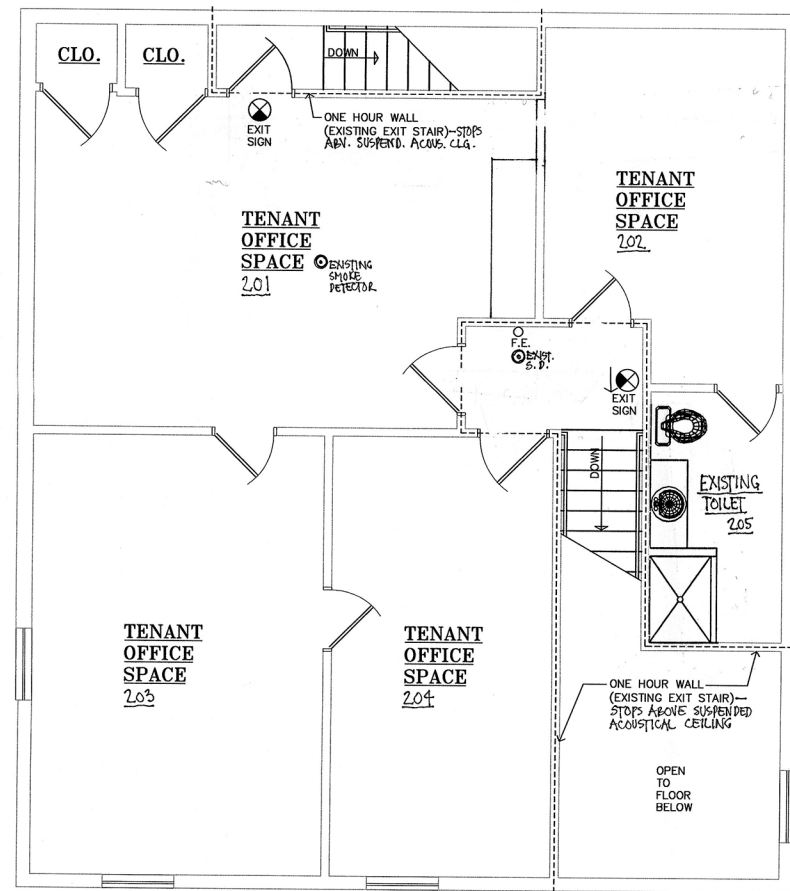 CLO.
CLO.
DOWN
EXIT
SIGN
ONE HOUR WALL
(EXISTING EXIT STAIR)-STOPS
ABV. SUSPEND. ACOUS. CLG.
TENANT
OFFICE
SPACE
201
EXISTING
SMOKE
DETECTOR
TENANT
OFFICE
SPACE
202
F.E.
EXIST.
S.D.
EXIT
SIGN
DOWN
EXISTING
TOILET
205
TENANT
OFFICE
SPACE
203
TENANT
OFFICE
SPACE
204
ONE HOUR WALL
(EXISTING EXIT STAIR)-
STOPS ABOVE SUSPENDED
ACOUSTICAL CEILING
OPEN
TO
FLOOR
BELOW